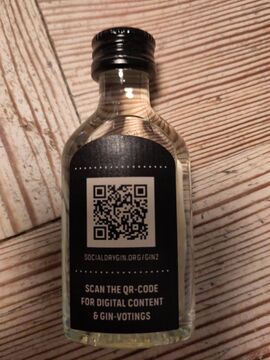 SOCIALDRYGIN.ORG/GIN2
SCAN THE QR-CODE
FOR DIGITAL CONTENT
& GIN-VOTINGS